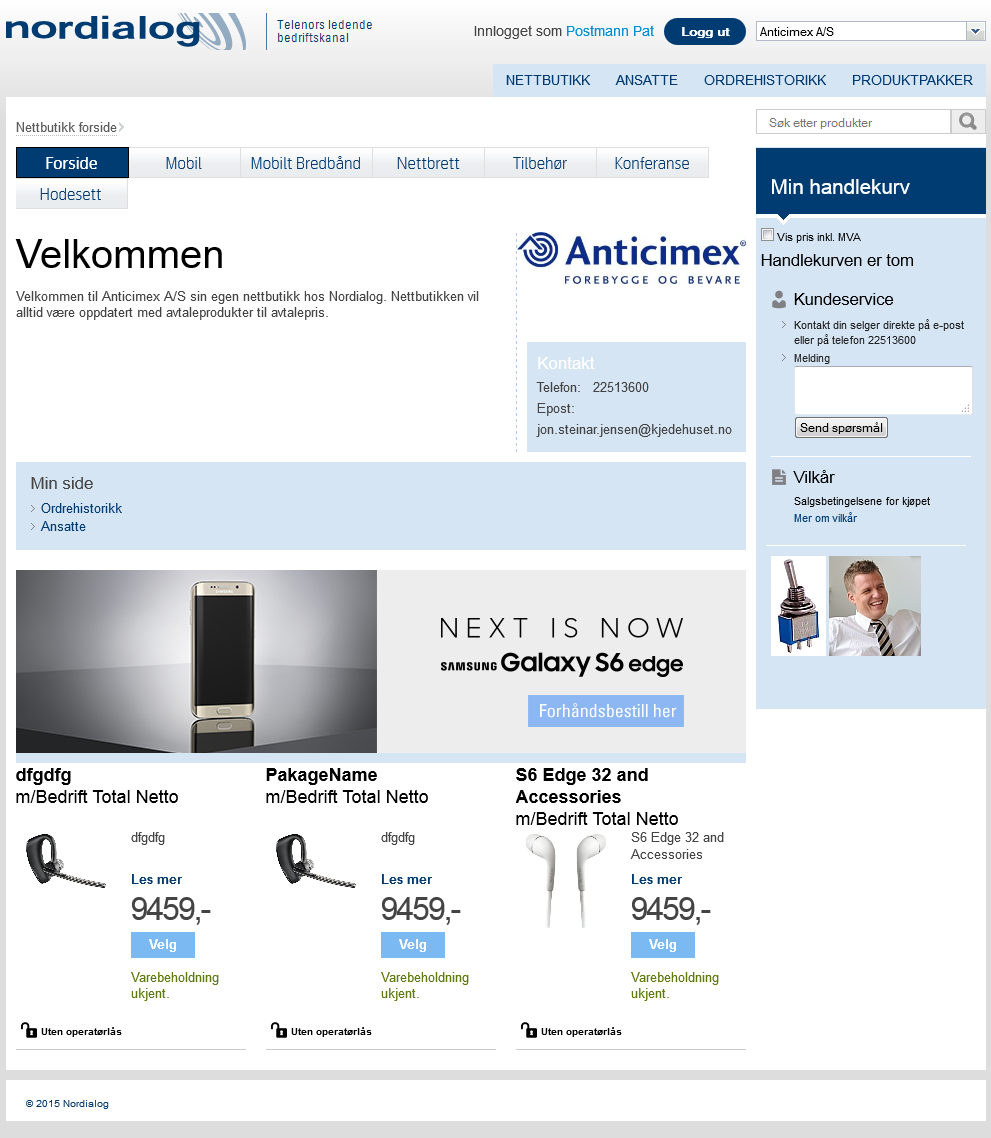 nordialog
Telenors ledende
bedriftskanal
Innlogget som Postmann Pat
Logg ut
Anticimex A/S
NETTBUTIKK ANSATTE ORDREHISTORIKK PRODUKTPAKKER
Nettbutikk forside
Søk etter produkter
Forside Mobil Mobilt Bredbånd Nettbrett Tilbehør Konferanse
Hodesett
Min handlekurv
Velkommen
Velkommen til Anticimex A/S sin egen nettbutikk hos Nordialog. Nettbutikken vil
alltid være oppdatert med avtaleprodukter til avtalepris.
Anticimex®
FOREBYGGE OG BEVARE
Kontakt
Telefon: 22513600
Epost:
jon.steinar.jensen@kjedehuset.no
Vis pris inkl. MVA
Handlekurven er tom
Kundeservice
Kontakt din selger direkte på e-post
eller på telefon 22513600
Melding
Send spørsmål
Vilkår
Salgsbetingelsene for kjøpet
Mer om vilkår
Min side
Ordrehistorikk
Ansatte
SAMSUNG
NEXT IS NOW
SAMSUNG Galaxy S6 edge
Forhåndsbestill her
dfgdfg
m/Bedrift Total Netto
dfgdfg
Les mer
9459,-
Velg
Varebeholdning
ukjent.
Uten operatørlås
PakageName
m/Bedrift Total Netto
dfgdfg
Les mer
9459,-
Velg
Varebeholdning
ukjent.
Uten operatørlås
S6 Edge 32 and
Accessories
m/Bedrift Total Netto
S6 Edge 32 and
Accessories
Les mer
9459,-
Velg
Varebeholdning
ukjent.
Uten operatørlås
© 2015 Nordialog